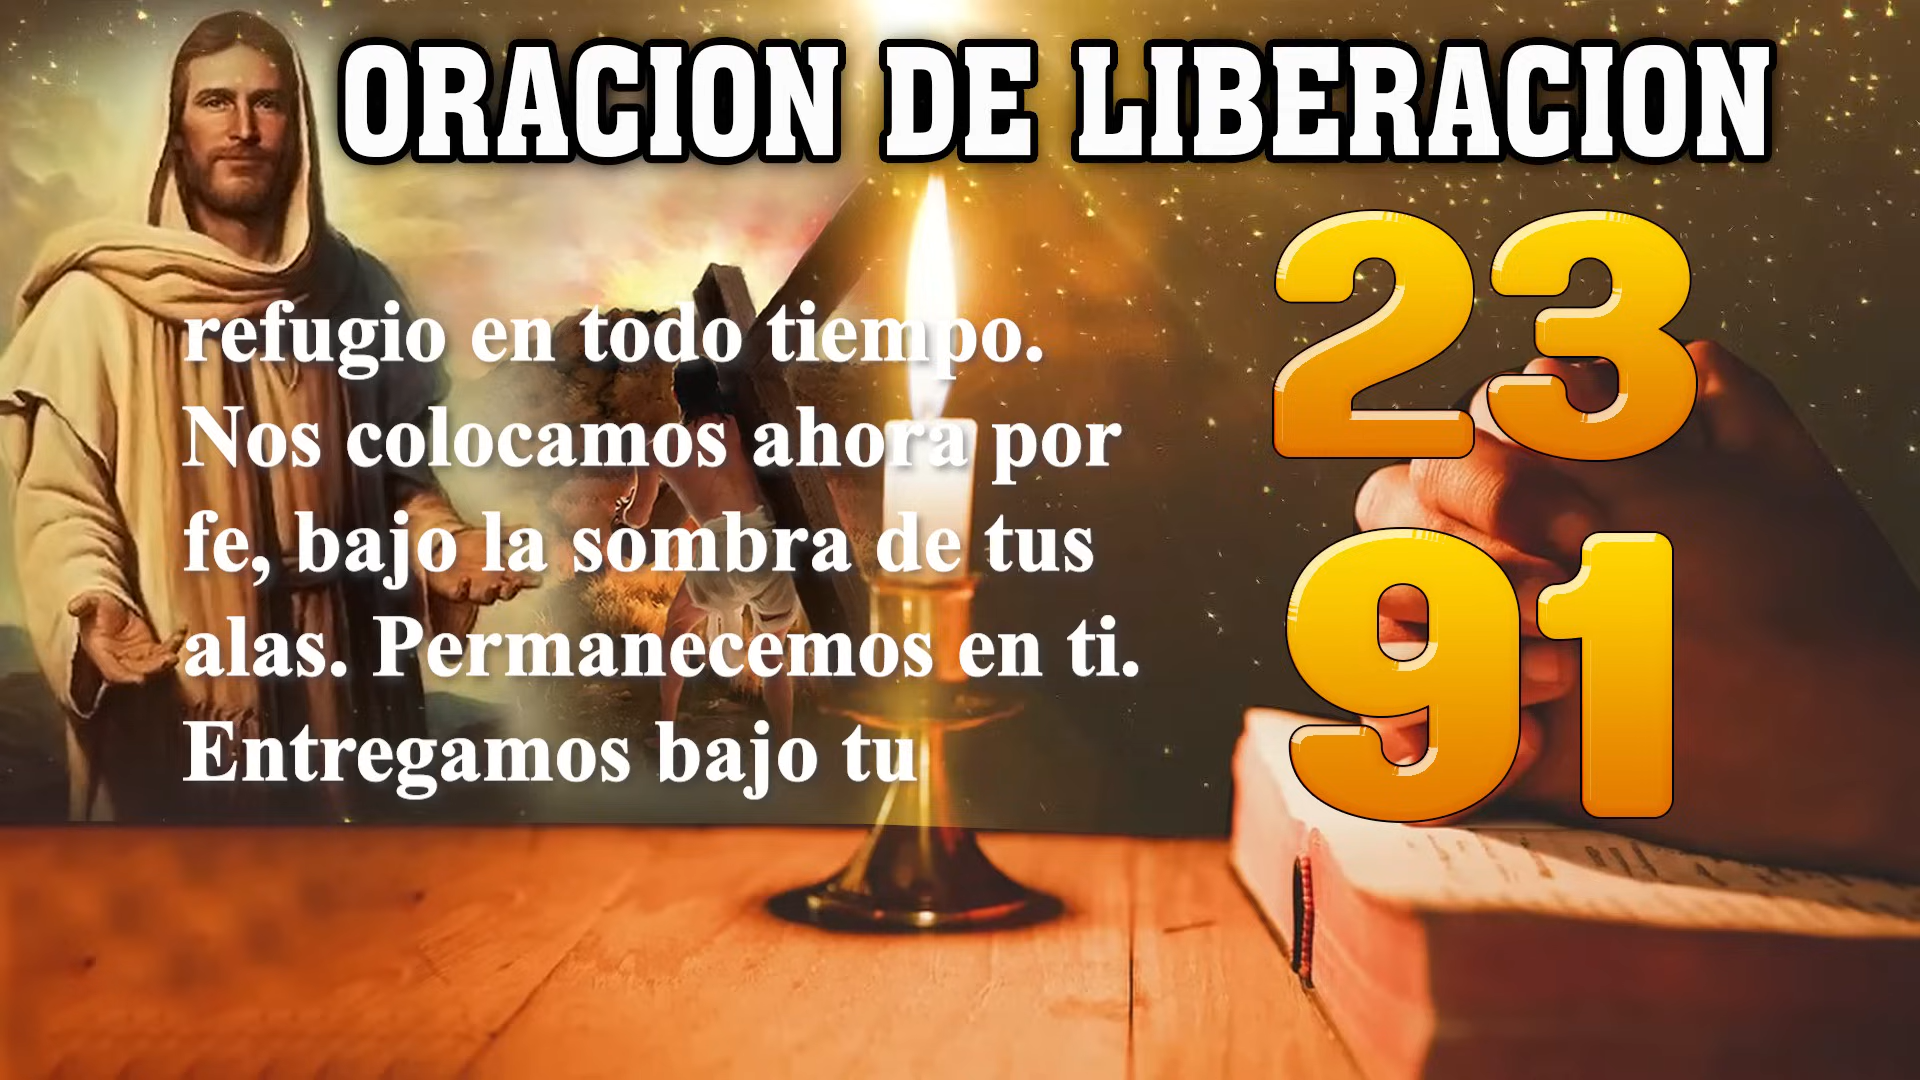 ORACION DE LIBERACION
refugio en todo tiempo.
Nos colocamos ahora por
fe, bajo la sombra de tus
alas. Permanecemos en ti.
Entregamos bajo tu
23
91